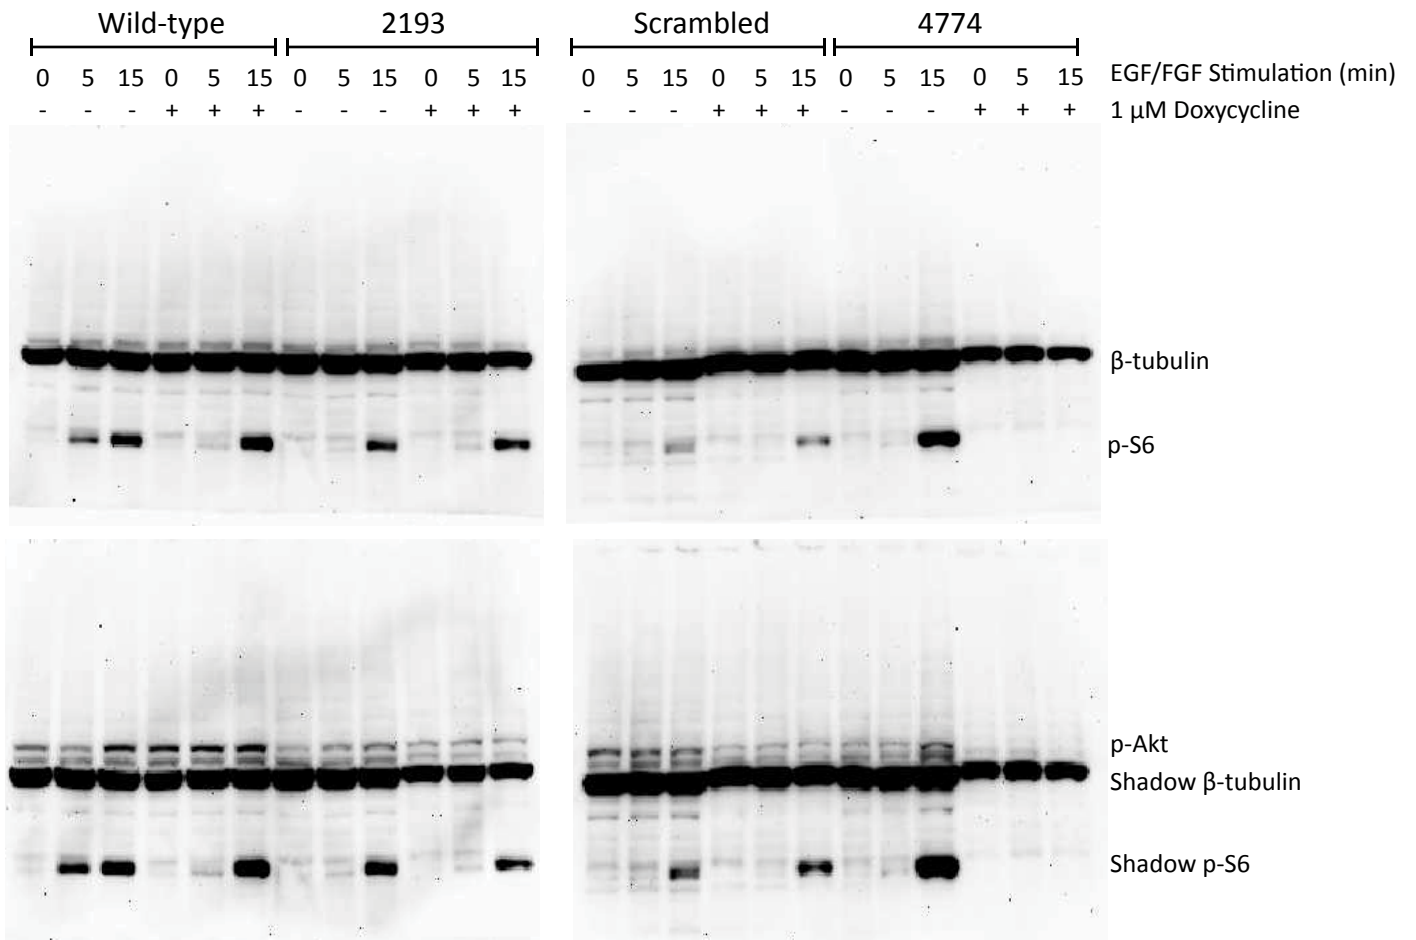 Wild-type 2193 Scrambled 4774
0 5 15 0 5 15 0 5 15 0 5 15 0 5 15 0 5 15 0 5 15 0 5 15 EGF/FGF Stimulation (min)
- - - + + + - - - + + + - - - + + + - - - + + + 1 µM Doxycycline
β-tubulin
p-S6
p-Akt
Shadow β-tubulin
Shadow p-S6